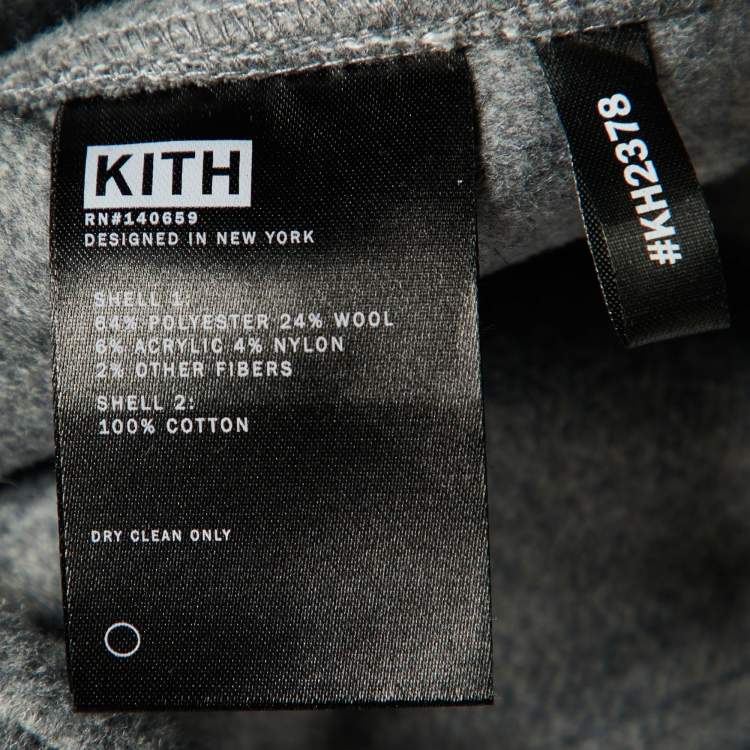 KITH
RN#140659
DESIGNED IN NEW YORK
SHELL 1:
64% POLYESTER 24% WOOL
6% ACRYLIC 4% NYLON
2% OTHER FIBERS
SHELL 2:
100% COTTON
DRY CLEAN ONLY
#KH2378